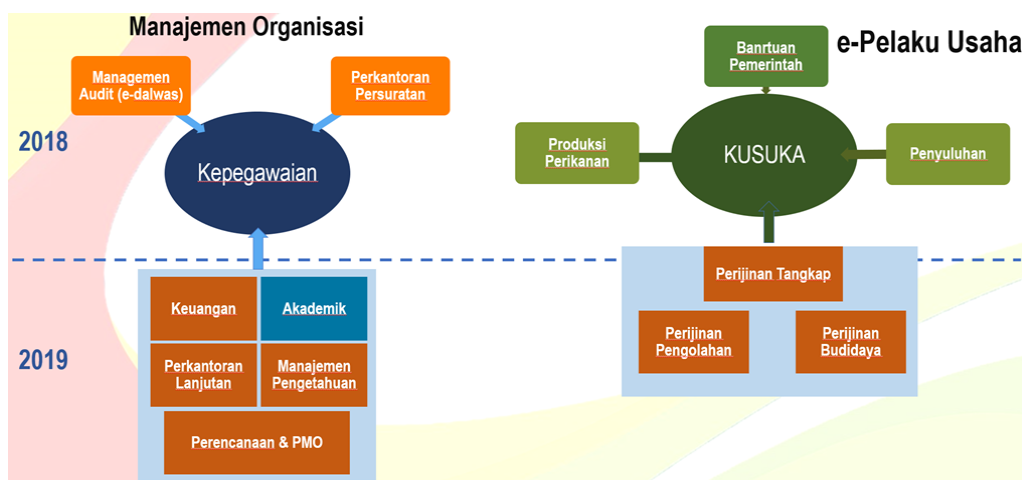 Manajemen Organisasi
e-Pelaku Usaha
2018
Managemen
Audit (e-dalwas)
Perkantoran
Persuratan
Kepegawaian
Banrtuan
Pemerintah
Produksi
Perikanan
KUSUKA
Penyuluhan
2019
Keuangan
Akademik
Perkantoran
Lanjutan
Manajemen
Pengetahuan
Perencanaan & PMO
Perijinan Tangkap
Perijinan
Pengolahan
Perijinan
Budidaya